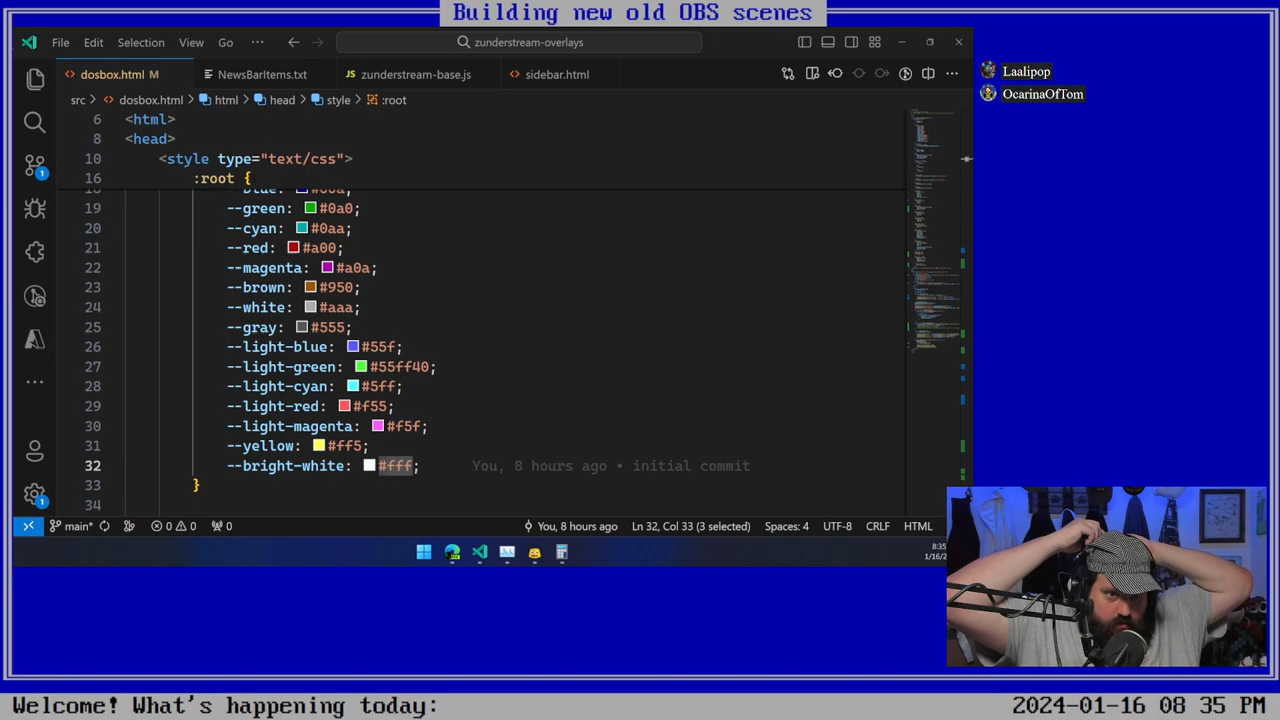 Building new old OBS scenes
File Edit Selection View Go ··· zunderstream-overlays
dosbox.html M NewsBarItems.txt zunderstream-base.js sidebar.html
src > dosbox.html > html > head > style > :root
6 <html>
8 <head>
10 <style type="text/css">
16 :root {
19 --green: #0a0;
20 --cyan: #0aa;
21 --red: #a00;
22 --magenta: #a0a;
23 --brown: #950;
24 --white: #aaa;
25 --gray: #555;
26 --light-blue: #55f;
27 --light-green: #55ff40;
28 --light-cyan: #5ff;
29 --light-red: #f55;
30 --light-magenta: #f5f;
31 --yellow: #ff5;
32 --bright-white: #fff; You, 8 hours ago • initial commit
33 }
34
main* 0 0 0 You, 8 hours ago Ln 32, Col 33 (3 selected) Spaces: 4 UTF-8 CRLF HTML
8:35
1/16/2
Laalipop
OcarinaOfTom
Welcome! What's happening today: 2024-01-16 08 35 PM